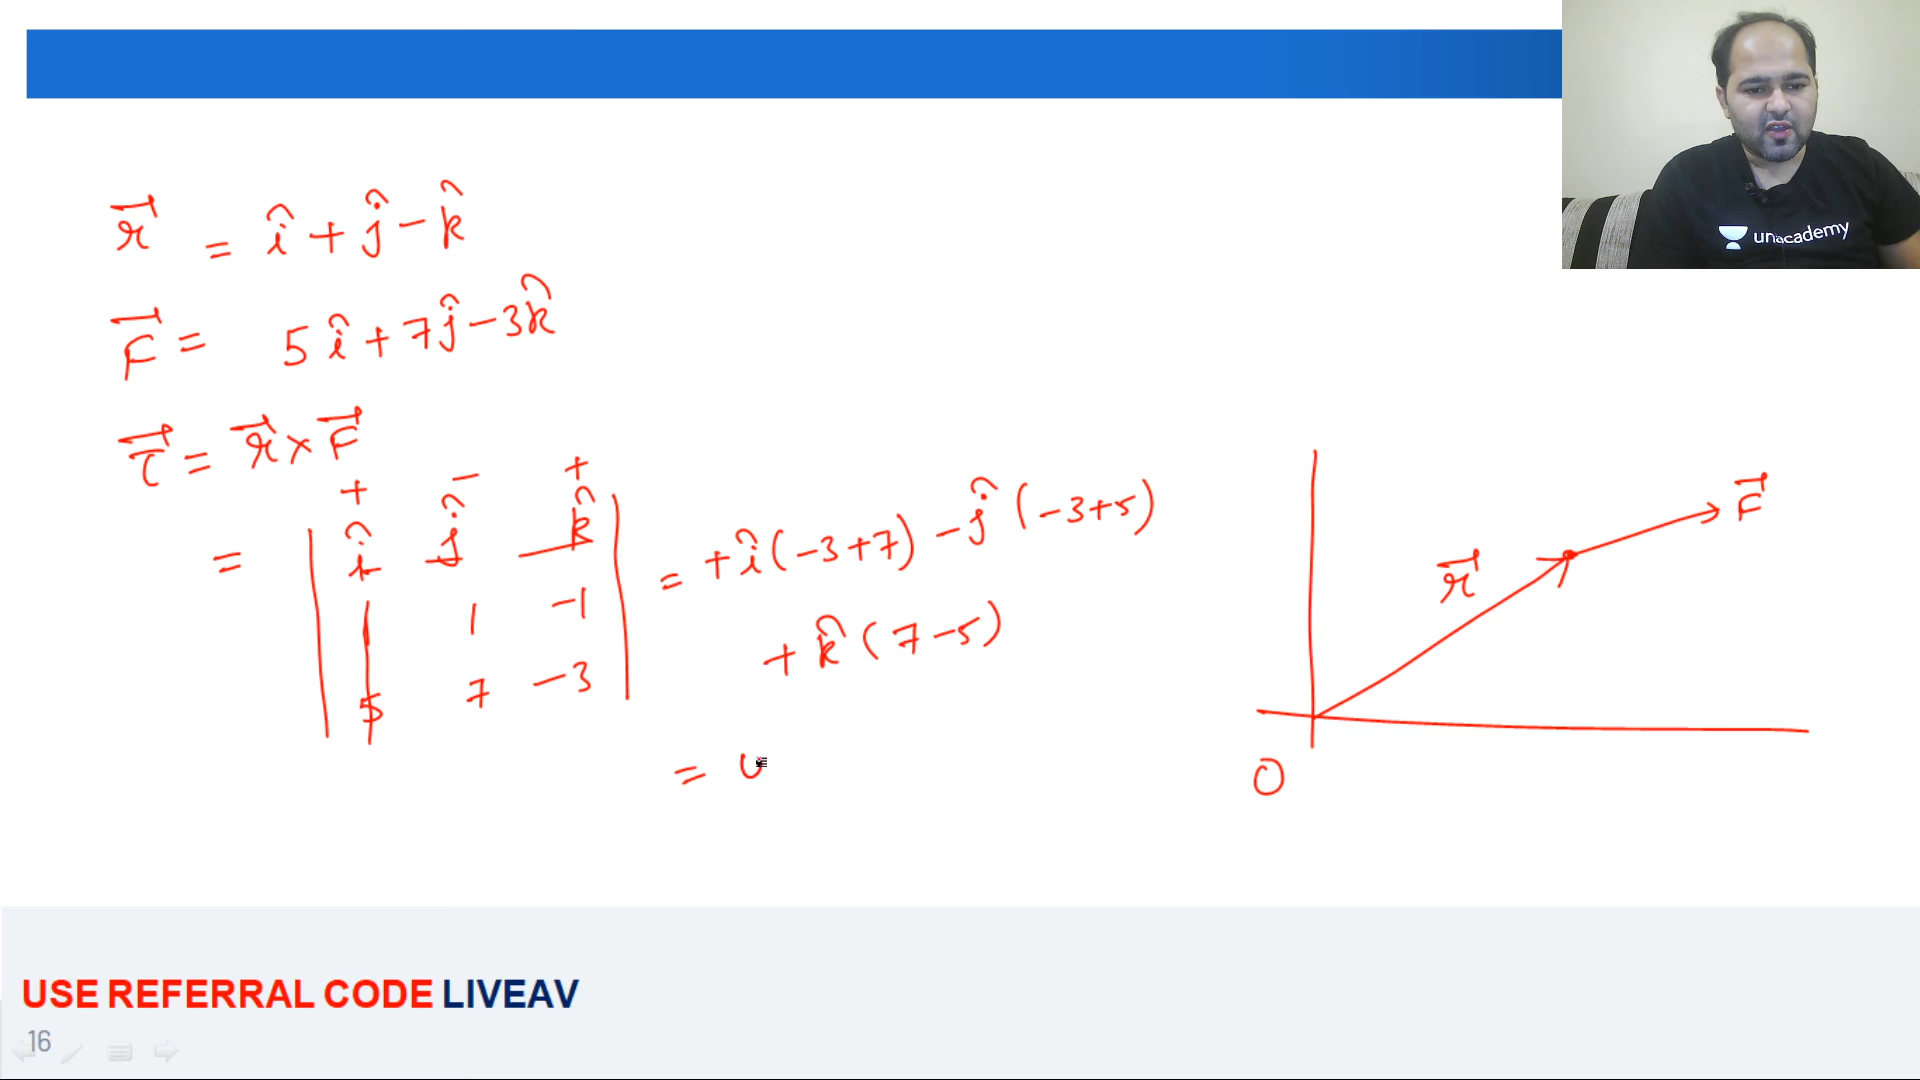 unacademy
r⃗ = î + ĵ − k̂
F⃗ = 5î + 7ĵ − 3k̂
τ⃗ = r⃗ × F⃗
+ − +
= | î ĵ k̂ | = +î(−3+7) − ĵ(−3+5)
1 1 −1
+ k̂(7−5)
5 7 −3
=
r⃗
F⃗
O
USE REFERRAL CODE LIVEAV
16